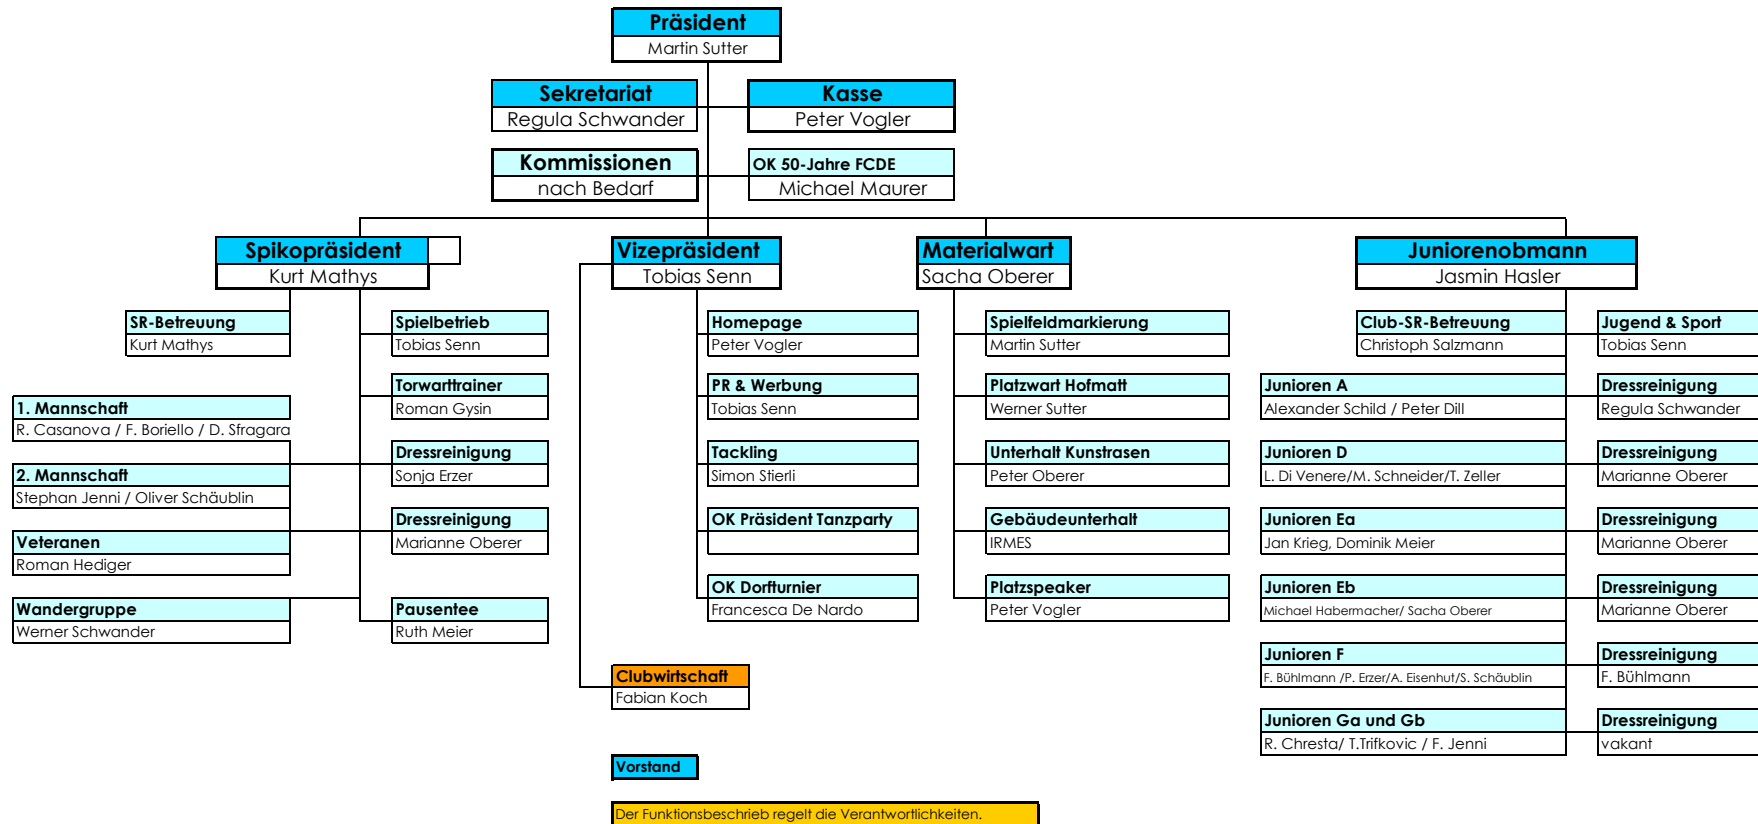 Präsident
Martin Sutter
Sekretariat
Regula Schwander
Kasse
Peter Vogler
Kommissionen
nach Bedarf
OK 50-Jahre FCDE
Michael Maurer
Spikopräsident
Kurt Mathys
Vizepräsident
Tobias Senn
Materialwart
Sacha Oberer
Juniorenobmann
Jasmin Hasler
SR-Betreuung
Kurt Mathys
1. Mannschaft
R. Casanova / F. Boriello / D. Sfragara
2. Mannschaft
Stephan Jenni / Oliver Schäublin
Veteranen
Roman Hediger
Wandergruppe
Werner Schwander
Spielbetrieb
Tobias Senn
Torwarttrainer
Roman Gysin
Dressreinigung
Sonja Erzer
Dressreinigung
Marianne Oberer
Pausentee
Ruth Meier
Homepage
Peter Vogler
PR & Werbung
Tobias Senn
Tackling
Simon Stierli
OK Präsident Tanzparty
OK Dorfturnier
Francesca De Nardo
Clubwirtschaft
Fabian Koch
Spielfeldmarkierung
Martin Sutter
Platzwart Hofmatt
Werner Sutter
Unterhalt Kunstrasen
Peter Oberer
Gebäudeunterhalt
IRMES
Platzspeaker
Peter Vogler
Club-SR-Betreuung
Christoph Salzmann
Jugend & Sport
Tobias Senn
Junioren A
Alexander Schild / Peter Dill
Dressreinigung
Regula Schwander
Junioren D
L. Di Venere/M. Schneider/T. Zeller
Dressreinigung
Marianne Oberer
Junioren Ea
Jan Krieg, Dominik Meier
Dressreinigung
Marianne Oberer
Junioren Eb
Michael Habermacher/ Sacha Oberer
Dressreinigung
Marianne Oberer
Junioren F
F. Bühlmann /P. Erzer/A. Eisenhut/S. Schäublin
Dressreinigung
F. Bühlmann
Junioren Ga und Gb
R. Chresta/ T.Trifkovic / F. Jenni
Dressreinigung
vakant
Vorstand
Der Funktionsbeschrieb regelt die Verantwortlichkeiten.